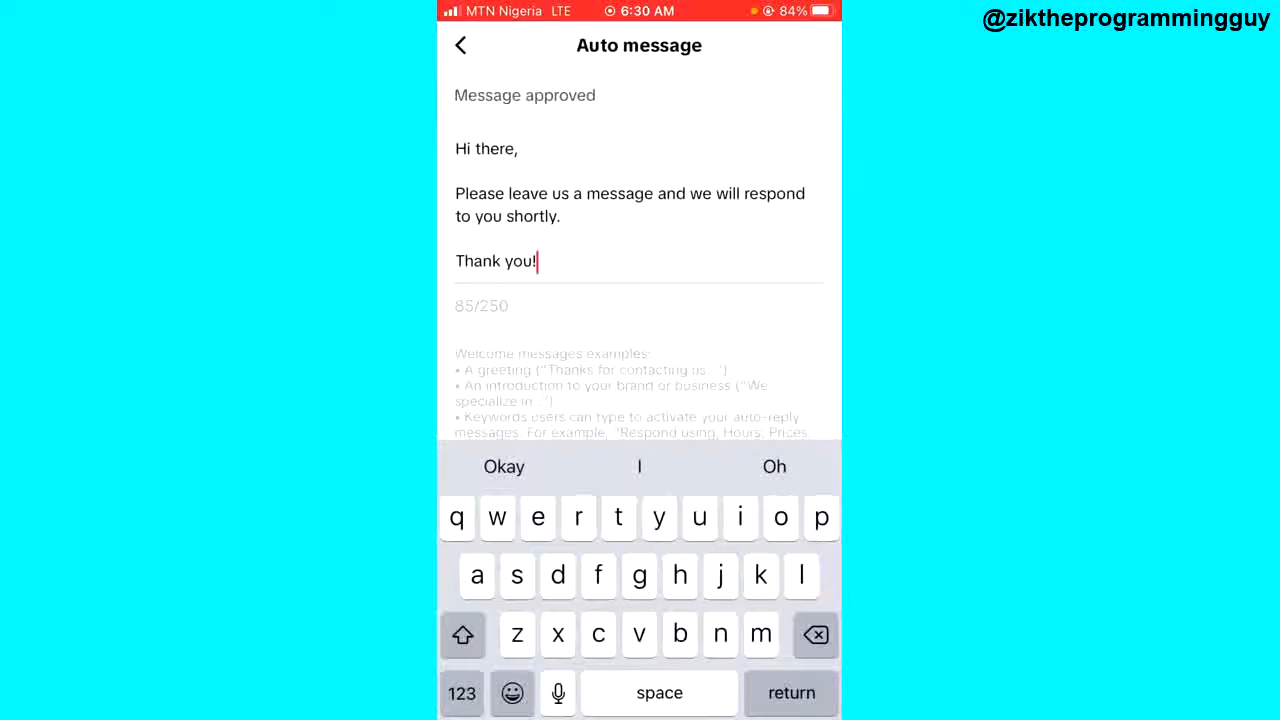 @ziktheprogrammingguy
MTN Nigeria LTE 6:30 AM 84%
Auto message
Message approved
Hi there,
Please leave us a message and we will respond
to you shortly.
Thank you!
85/250
Welcome messages examples:
• A greeting ("Thanks for contacting us...")
• An introduction to your brand or business ("We
specialize in...")
• Keywords users can type to activate your auto-reply
messages. For example, "Respond using, Hours, Prices
Okay I Oh
q w e r t y u i o p
a s d f g h j k l
z x c v b n m
123 space return